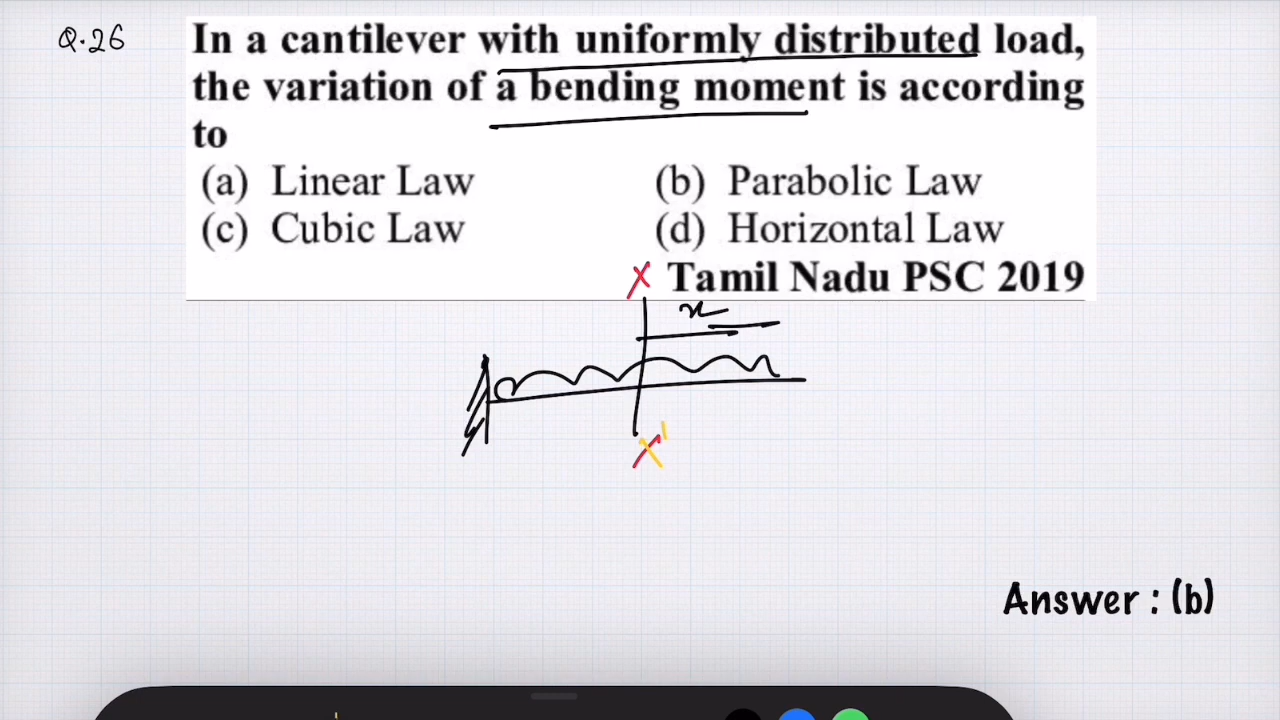 Q.26
In a cantilever with uniformly distributed load,
the variation of a bending moment is according
to
(a) Linear Law
(b) Parabolic Law
(c) Cubic Law
(d) Horizontal Law
Tamil Nadu PSC 2019
X
x
X'
Answer : (b)